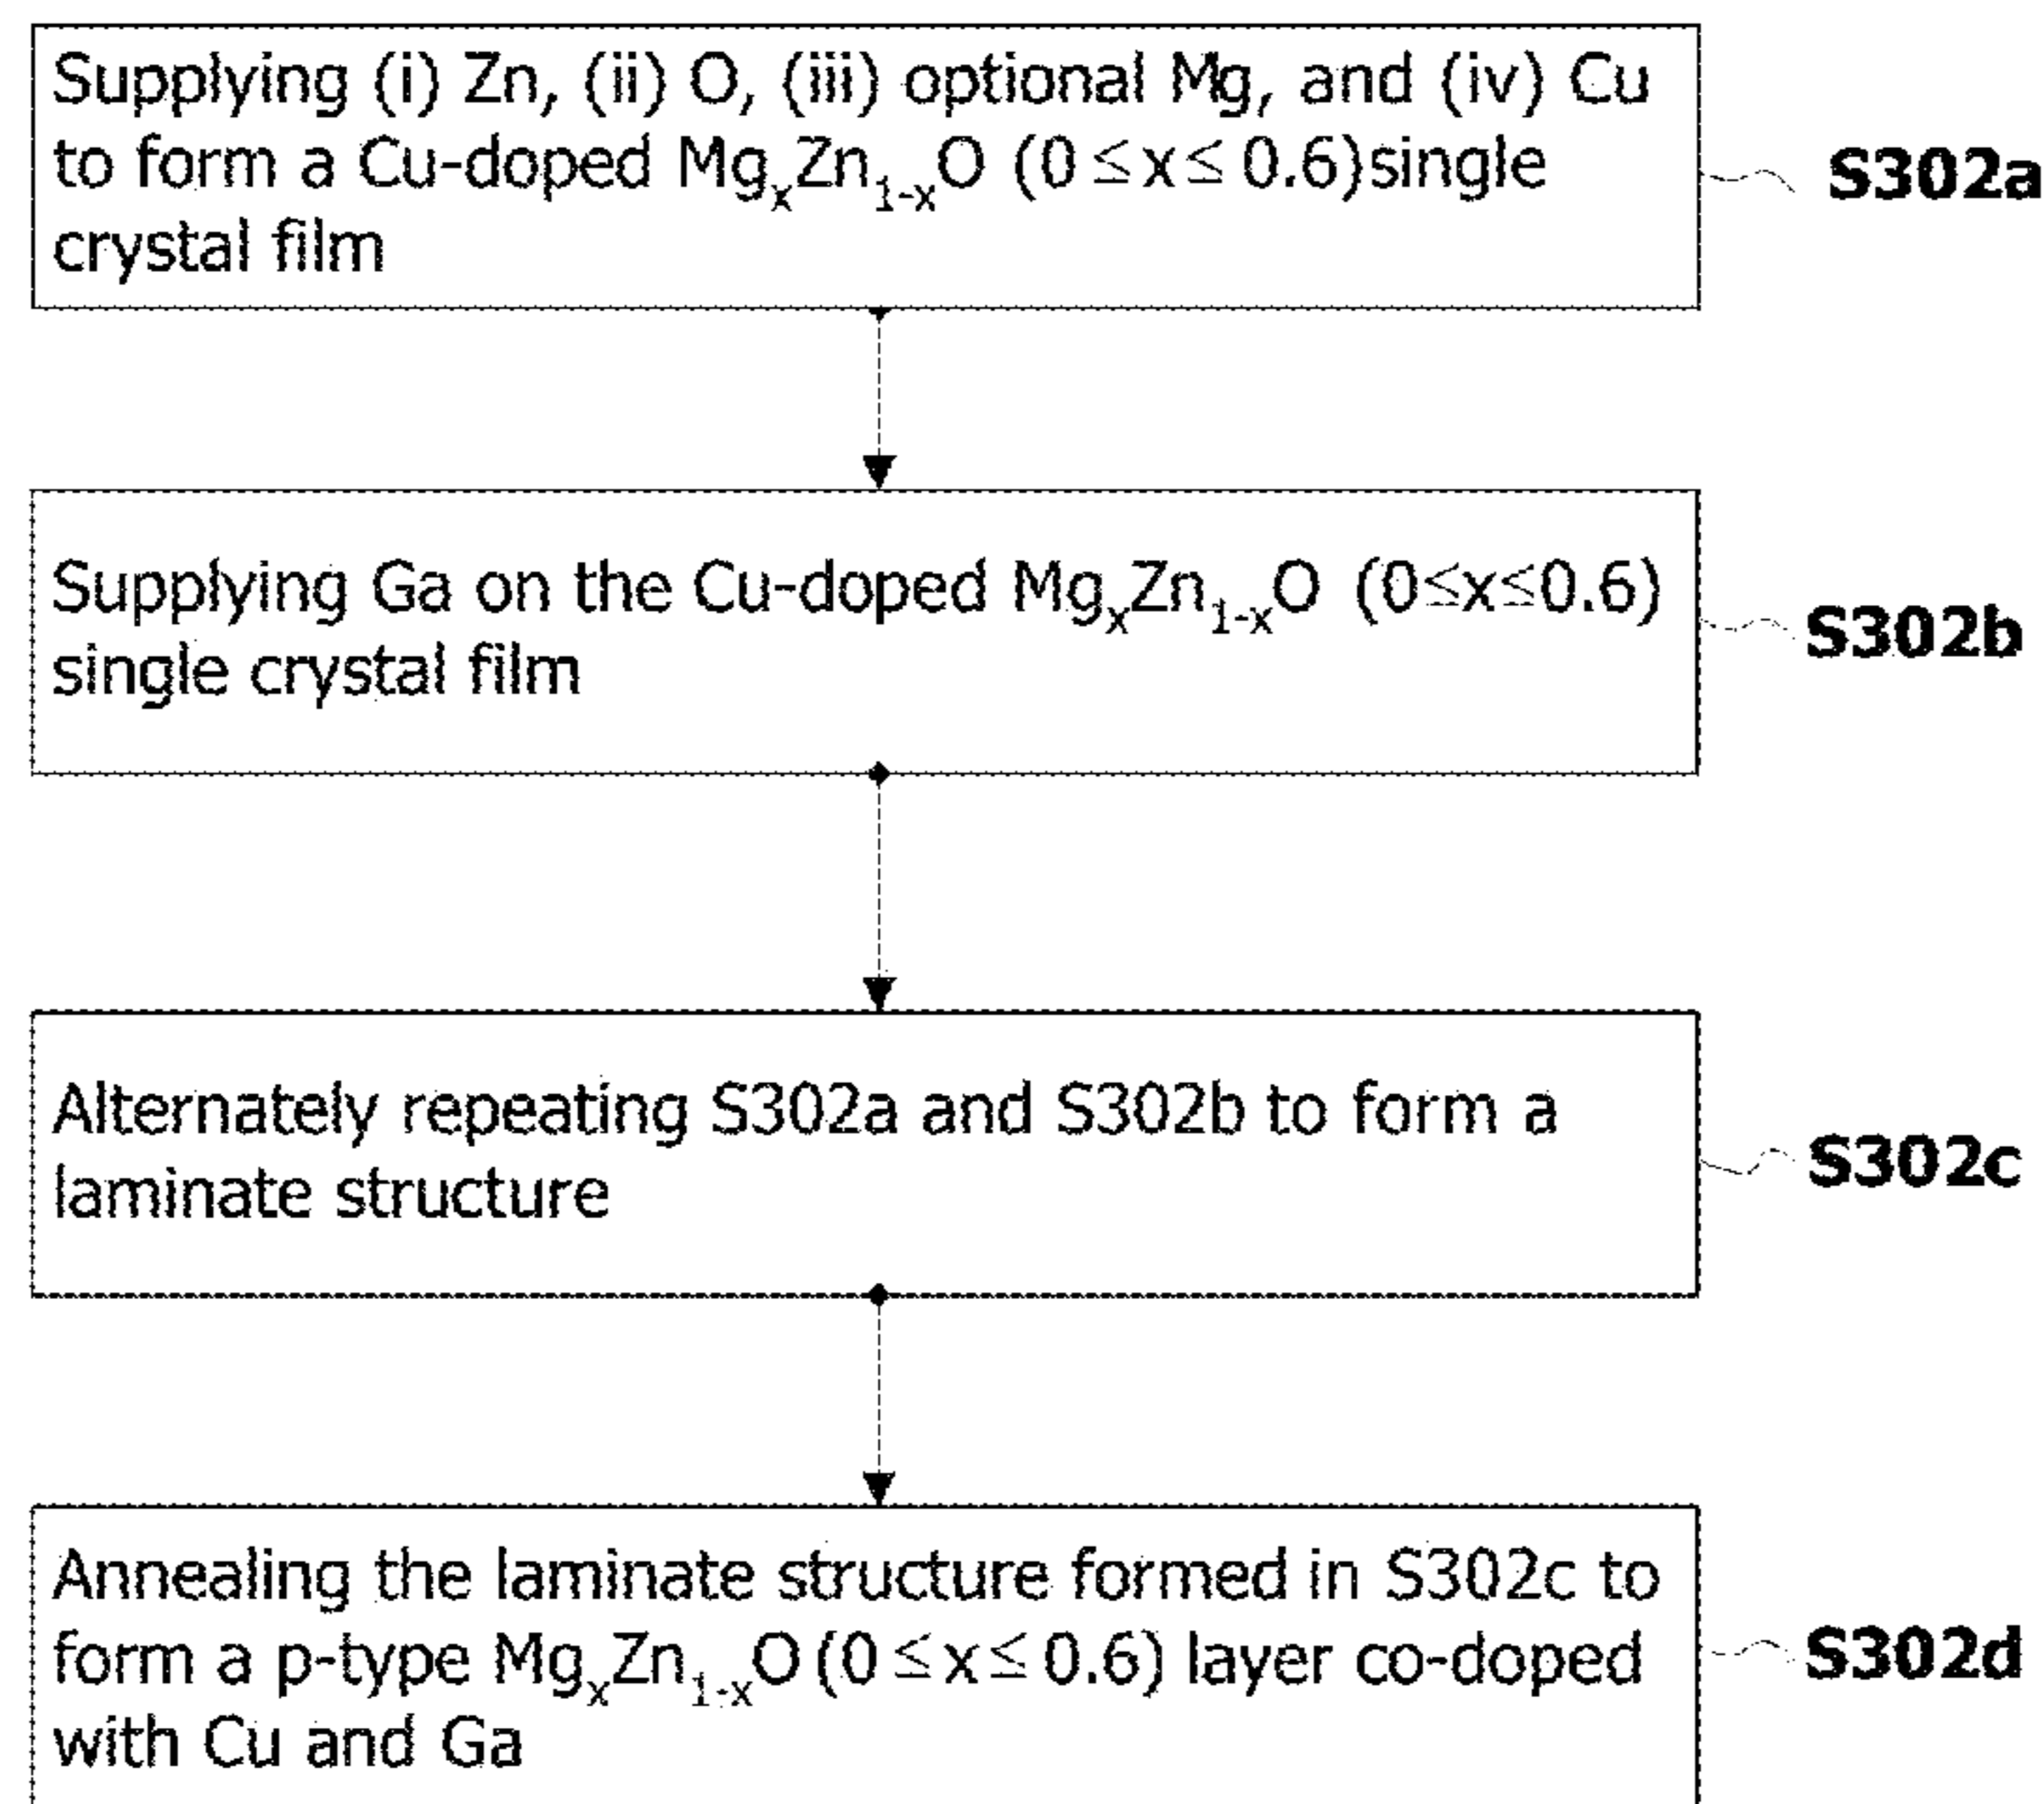 Supplying (i) Zn, (ii) O, (iii) optional Mg, and (iv) Cu
to form a Cu-doped MgₓZn₁₋ₓO (0≤x≤ 0.6)single
crystal film
S302a
Supplying Ga on the Cu-doped MgₓZn₁₋ₓO (0≤x≤0.6)
single crystal film
S302b
Alternately repeating S302a and S302b to form a
laminate structure
S302c
Annealing the laminate structure formed in S302c to
form a p-type MgₓZn₁₋ₓO (0≤x≤ 0.6) layer co-doped
with Cu and Ga
S302d